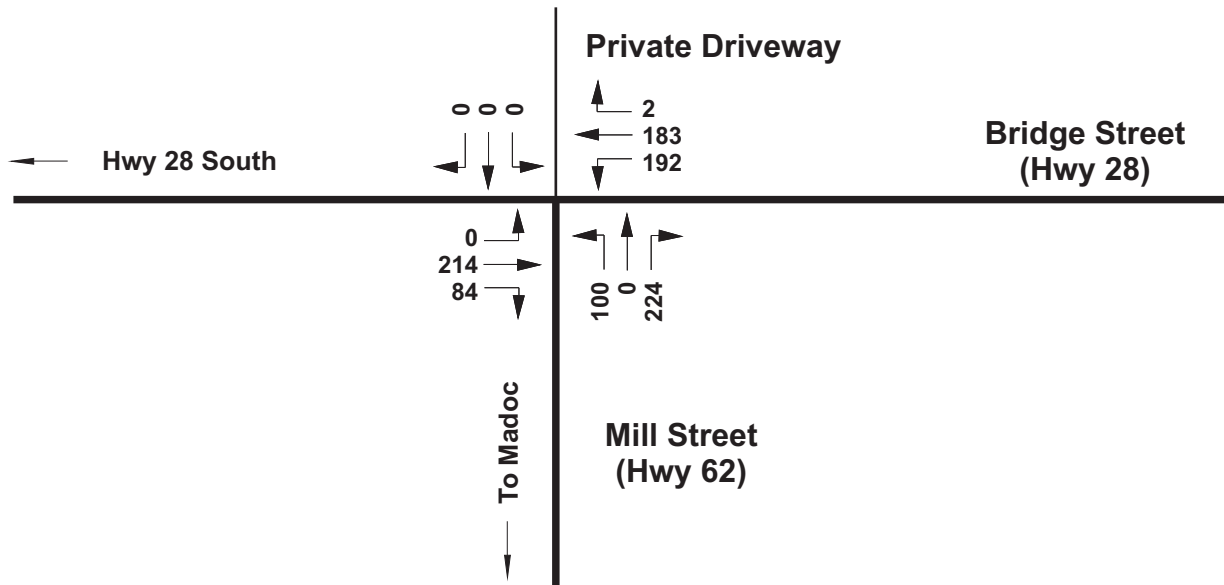 Private Driveway
0 0 0
2
183
192
Bridge Street
(Hwy 28)
Hwy 28 South
0
214
84
100 0 224
To Madoc
Mill Street
(Hwy 62)